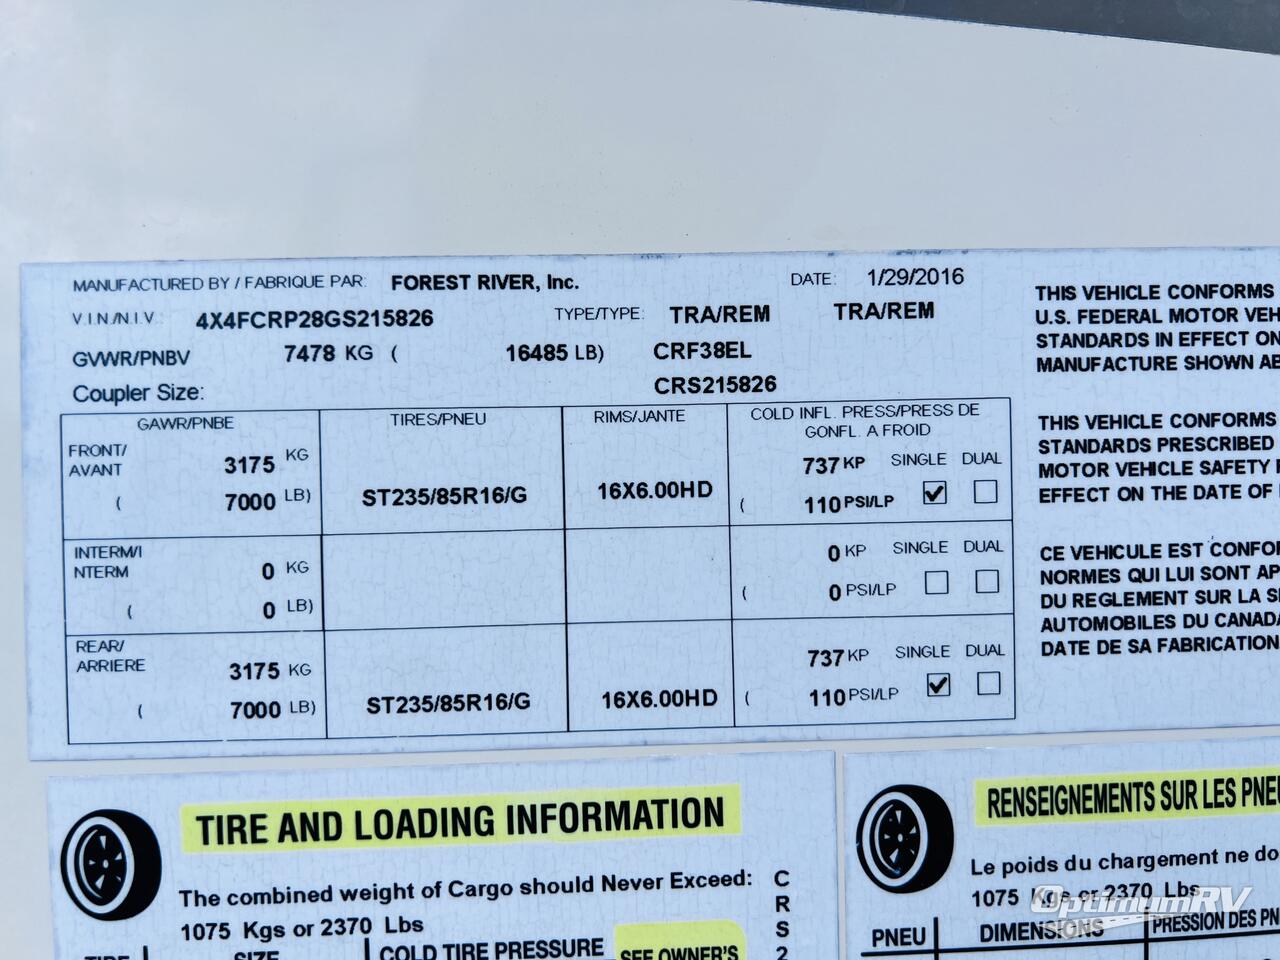 MANUFACTURED BY / FABRIQUE PAR: FOREST RIVER, Inc. DATE: 1/29/2016
V.I.N./N.I.V.: 4X4FCRP28GS215826 TYPE/TYPE: TRA/REM TRA/REM
GVWR/PNBV 7478 KG ( 16485 LB) CRF38EL
Coupler Size: CRS215826
GAWR/PNBE TIRES/PNEU RIMS/JANTE COLD INFL. PRESS/PRESS DE
GONFL. A FROID
FRONT/
AVANT 3175 KG 737 KP SINGLE DUAL
( 7000 LB) ST235/85R16/G 16X6.00HD ( 110 PSI/LP
INTERM/I
NTERM 0 KG 0 KP SINGLE DUAL
( 0 LB) ( 0 PSI/LP
REAR/
ARRIERE 3175 KG 737 KP SINGLE DUAL
( 7000 LB) ST235/85R16/G 16X6.00HD ( 110 PSI/LP
THIS VEHICLE CONFORMS
U.S. FEDERAL MOTOR VEH
STANDARDS IN EFFECT ON
MANUFACTURE SHOWN AB
THIS VEHICLE CONFORMS
STANDARDS PRESCRIBED
MOTOR VEHICLE SAFETY
EFFECT ON THE DATE OF
CE VEHICULE EST CONFO
NORMES QUI LUI SONT AP
DU REGLEMENT SUR LA S
AUTOMOBILES DU CANADA
DATE DE SA FABRICATION
TIRE AND LOADING INFORMATION
The combined weight of Cargo should Never Exceed:
1075 Kgs or 2370 Lbs
TIRE SIZE COLD TIRE PRESSURE SEE OWNER'S
C
R
S
2
RENSEIGNEMENTS SUR LES PNEU
Le poids du chargement ne do
1075 Kgs or 2370 Lbs
PNEU DIMENSIONS PRESSION DES PN
OptimumRV